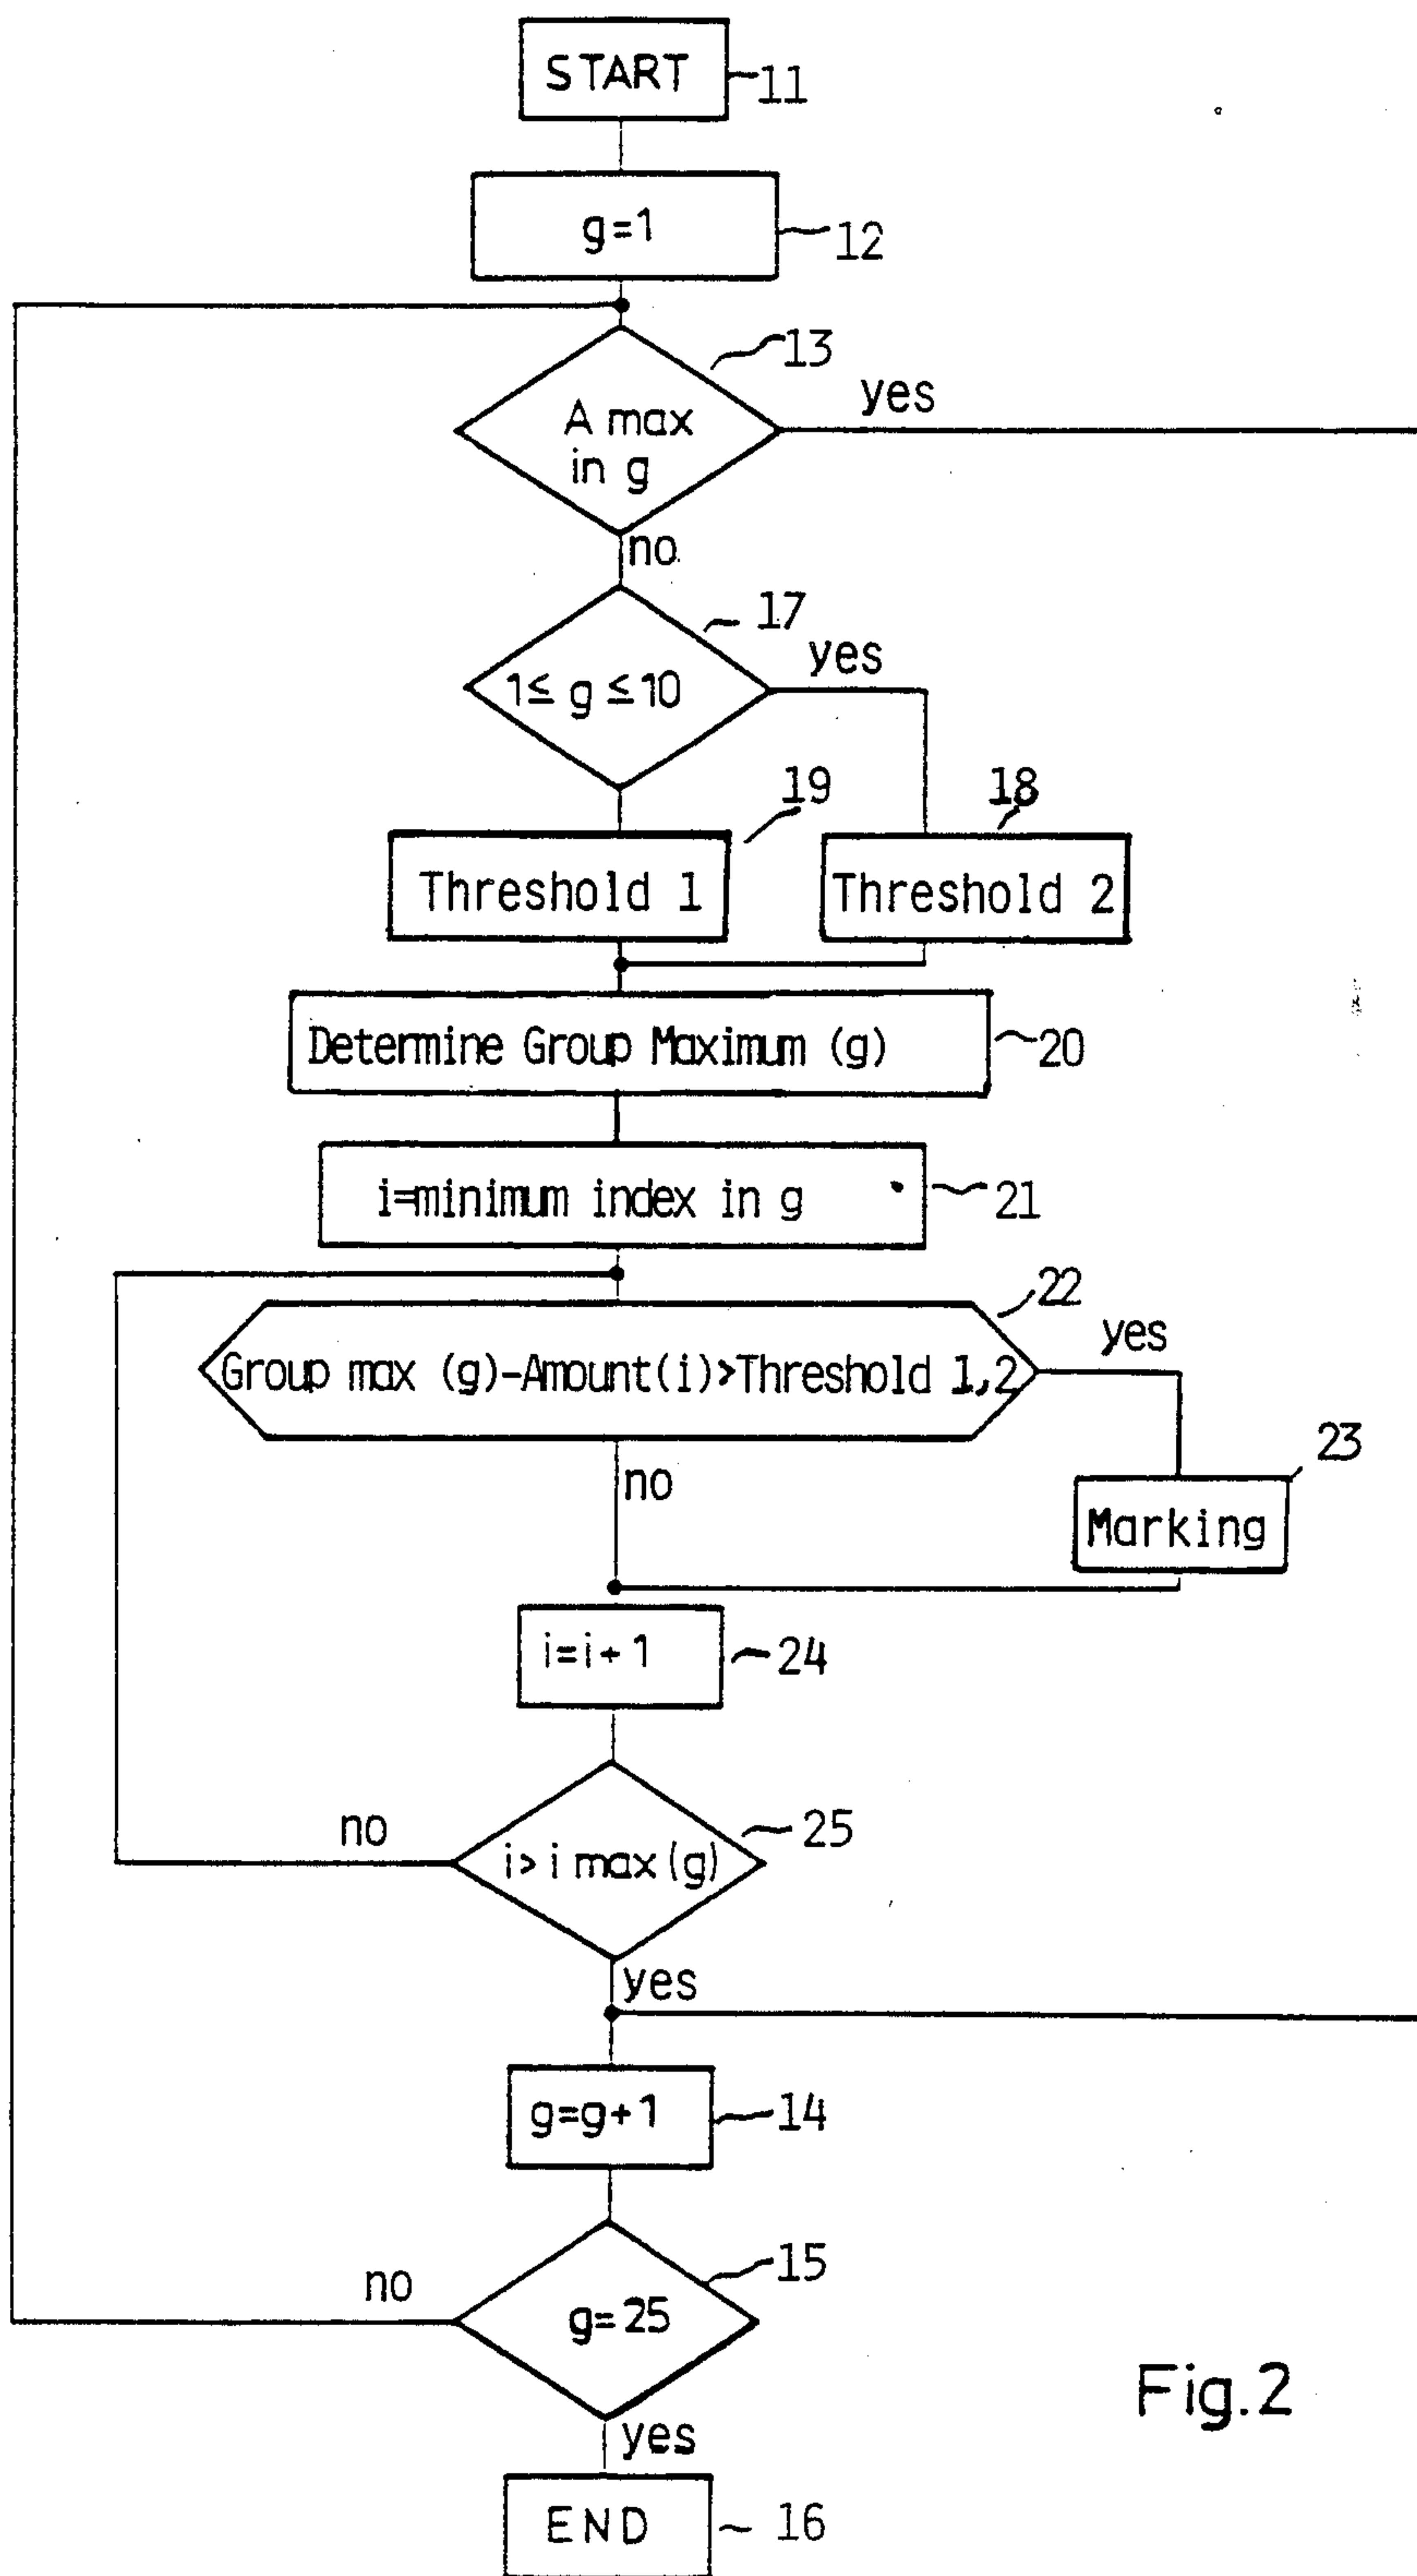 START
11
g=1
12
13
yes
A max
in g
no
17
yes
1≤ g ≤10
19
18
Threshold 1
Threshold 2
Determine Group Maximum (g)
20
i=minimum index in g
21
22
yes
Group max (g)-Amount(i)>Threshold 1,2
23
no
Marking
i=i+1
24
no
25
i> i max(g)
yes
g=g+1
14
15
no
g=25
Fig.2
yes
END
16